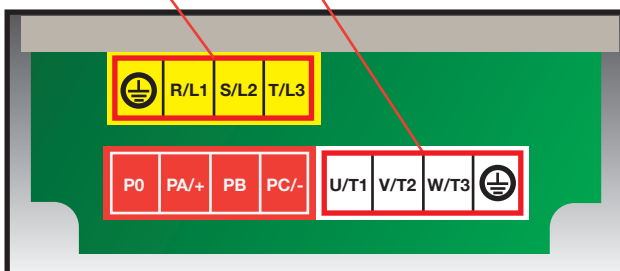 R/L1 S/L2 T/L3
P0 PA/+ PB PC/- U/T1 V/T2 W/T3